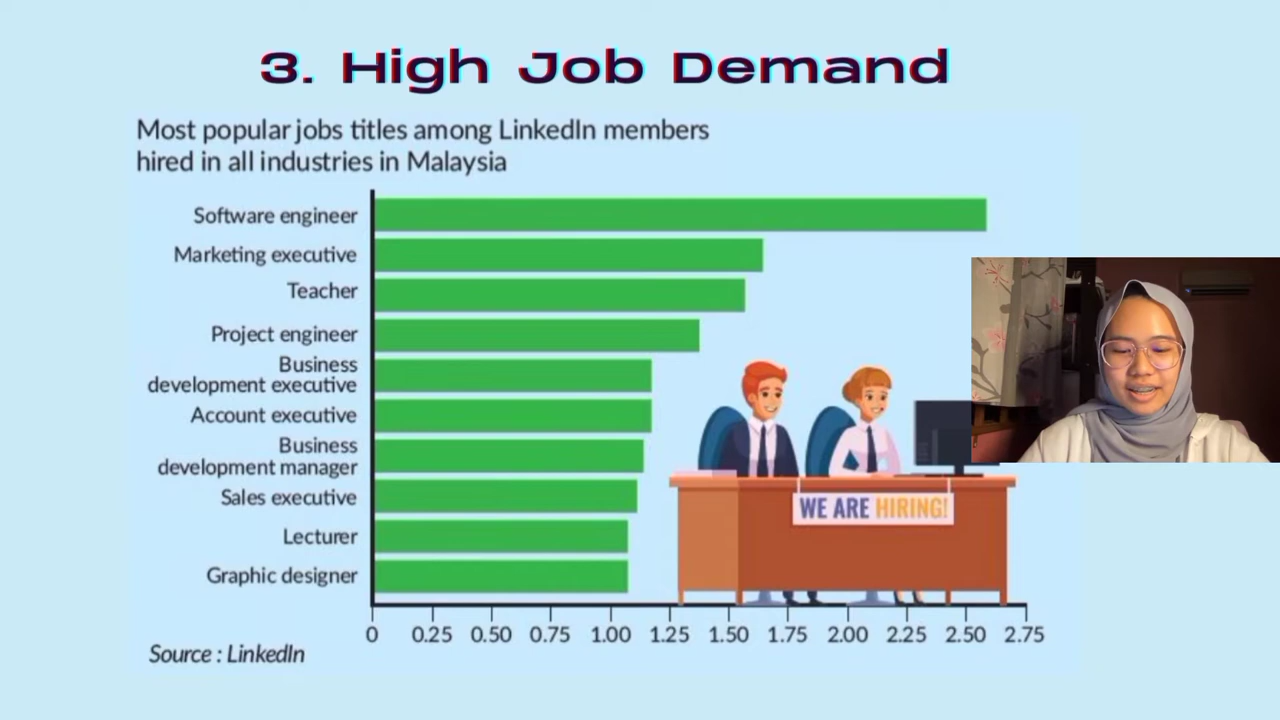 3. High Job Demand
Most popular jobs titles among LinkedIn members
hired in all industries in Malaysia
Software engineer
Marketing executive
Teacher
Project engineer
Business
development executive
Account executive
Business
development manager
Sales executive
Lecturer
Graphic designer
WE ARE HIRING!
0 0.25 0.50 0.75 1.00 1.25 1.50 1.75 2.00 2.25 2.50 2.75
Source : LinkedIn